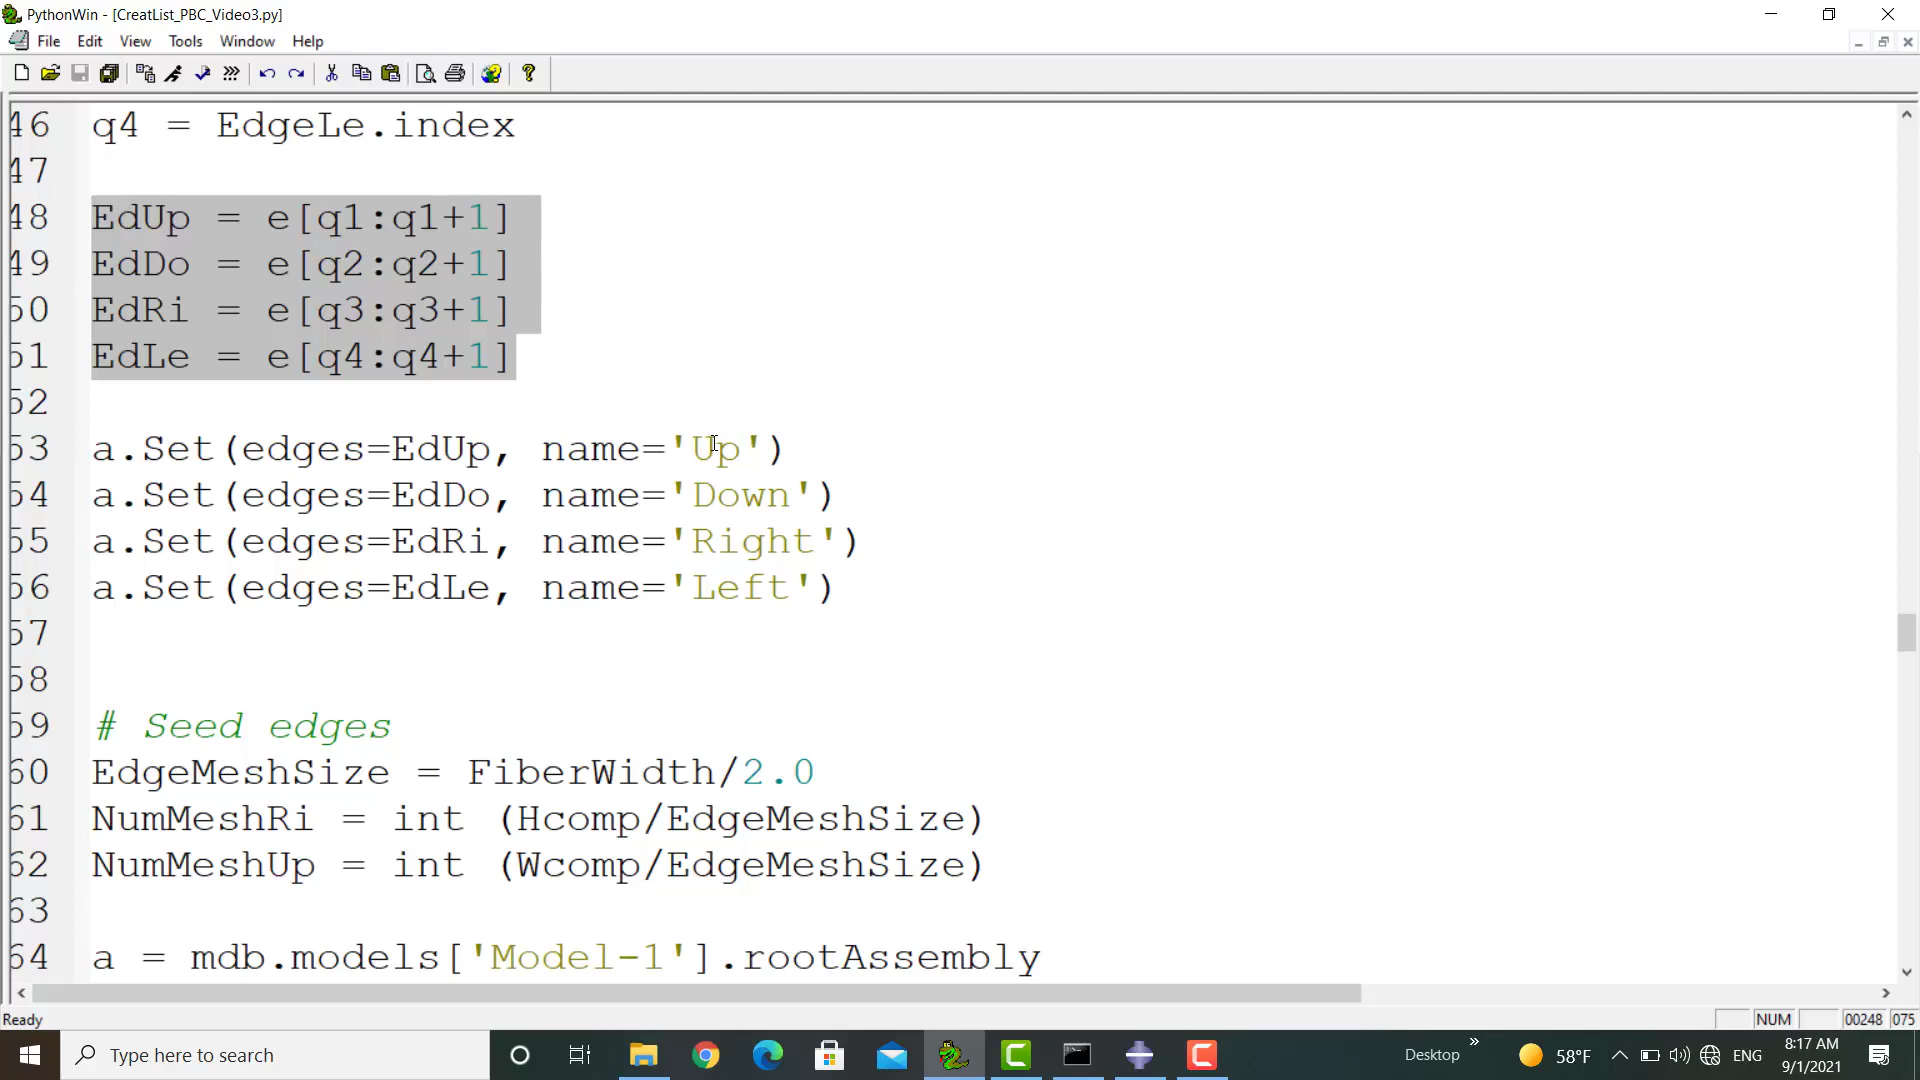 PythonWin - [CreatList_PBC_Video3.py]
File Edit View Tools Window Help
46 q4 = EdgeLe.index
47
48 EdUp = e[q1:q1+1]
49 EdDo = e[q2:q2+1]
50 EdRi = e[q3:q3+1]
51 EdLe = e[q4:q4+1]
52
53 a.Set(edges=EdUp, name='Up')
54 a.Set(edges=EdDo, name='Down')
55 a.Set(edges=EdRi, name='Right')
56 a.Set(edges=EdLe, name='Left')
57
58
59 # Seed edges
60 EdgeMeshSize = FiberWidth/2.0
61 NumMeshRi = int (Hcomp/EdgeMeshSize)
62 NumMeshUp = int (Wcomp/EdgeMeshSize)
63
64 a = mdb.models['Model-1'].rootAssembly
Ready NUM 00248 075
Type here to search Desktop 58°F ENG 8:17 AM
9/1/2021